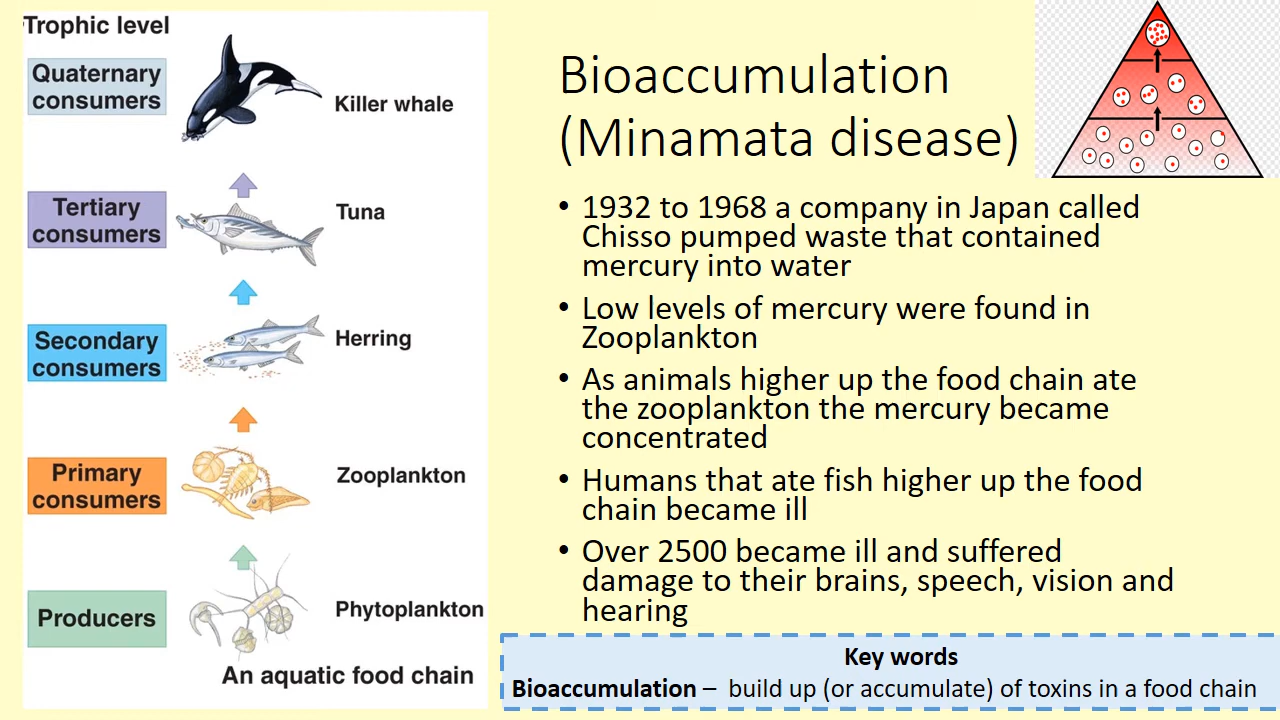 Trophic level
Quaternary
consumers
Killer whale
Tertiary
consumers
Tuna
Secondary
consumers
Herring
Primary
consumers
Zooplankton
Producers
Phytoplankton
An aquatic food chain
Bioaccumulation
(Minamata disease)
• 1932 to 1968 a company in Japan called
Chisso pumped waste that contained
mercury into water
• Low levels of mercury were found in
Zooplankton
• As animals higher up the food chain ate
the zooplankton the mercury became
concentrated
• Humans that ate fish higher up the food
chain became ill
• Over 2500 became ill and suffered
damage to their brains, speech, vision and
hearing
Key words
Bioaccumulation – build up (or accumulate) of toxins in a food chain